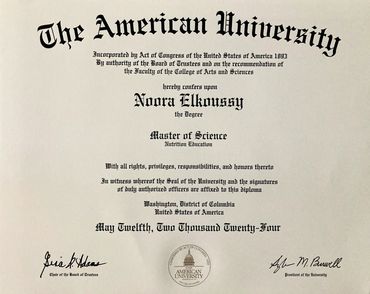 The American University
Incorporated by Act of Congress of the United States of America 1893
By authority of the Board of Trustees and on the recommendation of
the Faculty of the College of Arts and Sciences
hereby confers upon
Noora Elkoussy
the Degree
Master of Science
Nutrition Education
With all rights, privileges, responsibilities, and honors thereto
In witness whereof the Seal of the University and the signatures
of duly authorized officers are affixed to this diploma
Washington, District of Columbia
United States of America
May Twelfth, Two Thousand Twenty-Four
Chair of the Board of Trustees
AMERICAN
UNIVERSITY
Sylvia M. Burwell
President of the University